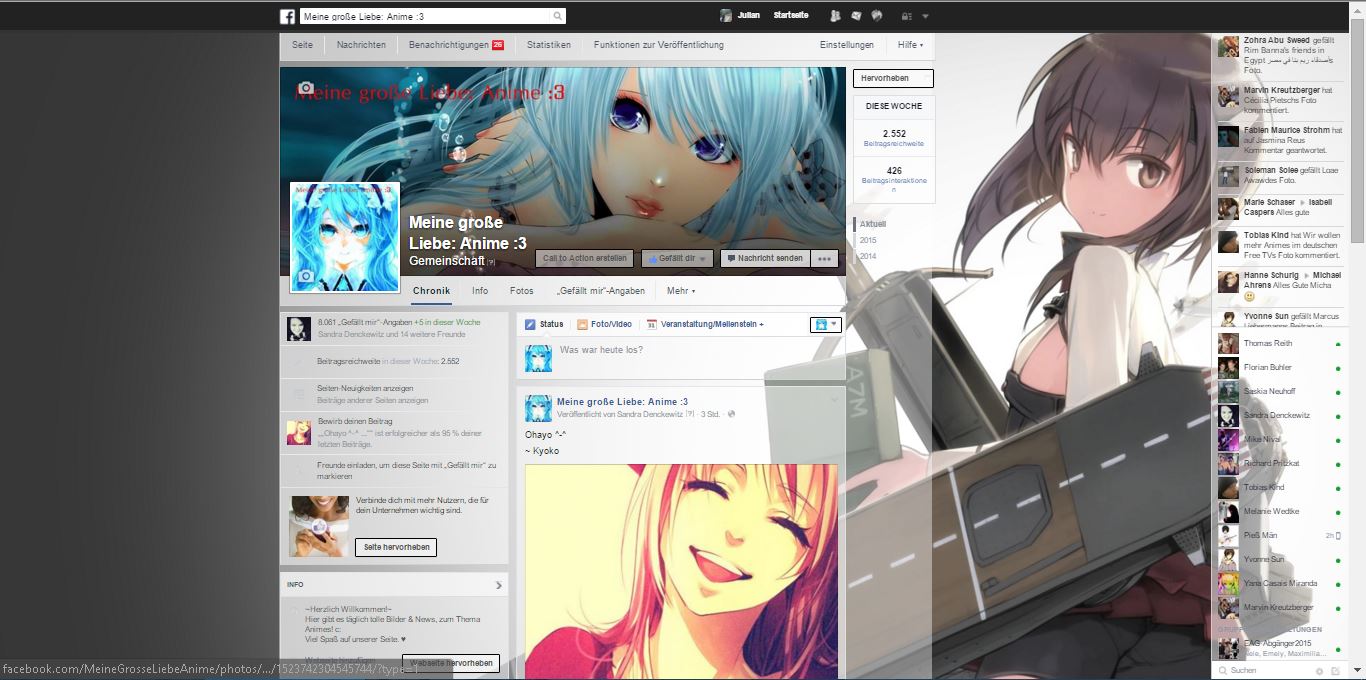 Meine große Liebe: Anime :3
Julian
Startseite
Seite
Nachrichten
Benachrichtigungen 26
Statistiken
Funktionen zur Veröffentlichung
Einstellungen
Hilfe
Meine große Liebe: Anime :3
Meine große
Liebe: Anime :3
Gemeinschaft [?]
Call to Action erstellen
Gefällt dir
Nachricht senden
Chronik
Info
Fotos
„Gefällt mir“-Angaben
Mehr
Hervorheben
DIESE WOCHE
2.552
Beitragsreichweite
426
Beitragsinteraktione
n
Aktuell
2015
2014
8.061 „Gefällt mir“-Angaben +5 in dieser Woche
Sandra Denckewitz und 14 weitere Freunde
Beitragsreichweite in dieser Woche: 2.552
Seiten-Neuigkeiten anzeigen
Beiträge anderer Seiten anzeigen
Bewirb deinen Beitrag
„„Ohayo ^-^ ...““ ist erfolgreicher als 95 % deiner
letzten Beiträge.
Freunde einladen, um diese Seite mit „Gefällt mir“ zu
markieren
Verbinde dich mit mehr Nutzern, die für
dein Unternehmen wichtig sind.
Seite hervorheben
INFO
~Herzlich Willkommen!~
Hier gibt es täglich tolle Bilder & News, zum Thema
Animes! c:
Viel Spaß auf unserer Seite. ♥
Webseite hervorheben
facebook.com/MeineGrosseLiebeAnime/photos/.../1523742304545744/?type=1
Status
Foto/Video
31
Veranstaltung/Meilenstein +
Was war heute los?
Meine große Liebe: Anime :3
Veröffentlicht von Sandra Denckewitz [?] · 3 Std. ·
Ohayo ^-^
~ Kyoko
A7M
Zohra Abu Sweed gefällt
Rim Banna's friends in
Egypt أصدقاء ريم بنا في مصر's
Foto.
Marvin Kreutzberger hat
Cécilia Pietschs Foto
kommentiert.
Fabien Maurice Strohm hat
auf Jasmina Reus
Kommentar geantwortet.
Soleman Solee gefällt Loae
Awawdes Foto.
Marie Schaser ▸ Isabell
Caspers Alles gute
Tobias Kind hat Wir wollen
mehr Animes im deutschen
Free TVs Foto kommentiert.
Hanne Schurig ▸ Michael
Ahrens Alles Gute Micha
Yvonne Sun gefällt Marcus
Liebermanns Beitrag in
Thomas Reith
Florian Buhler
Saskia Neuhoff
Sandra Denckewitz
Mike Nival
Richard Pritzkat
Tobias Kind
Melanie Wedtke
Pieß Män 2h
Yvonne Sun
Yana Casais Miranda
Marvin Kreutzberger
EAG Abgänger2015
Nele, Emely, Maximilia...
Suchen